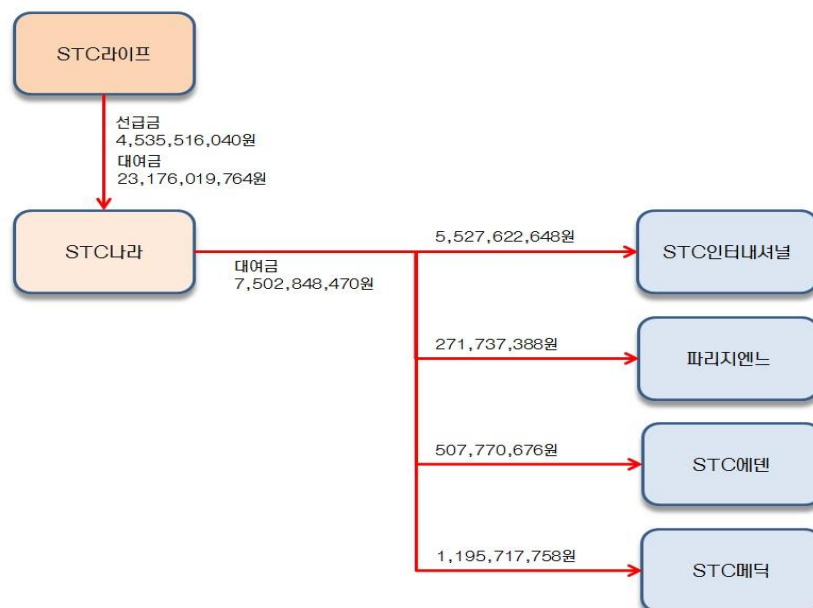 STC라이프
선급금
4,535,516,040원
대여금
23,176,019,764원
STC나라
대여금
7,502,848,470원
5,527,622,648원
STC인터내셔널
271,737,388원
파리지엔느
507,770,676원
STC에덴
1,195,717,758원
STC메딕